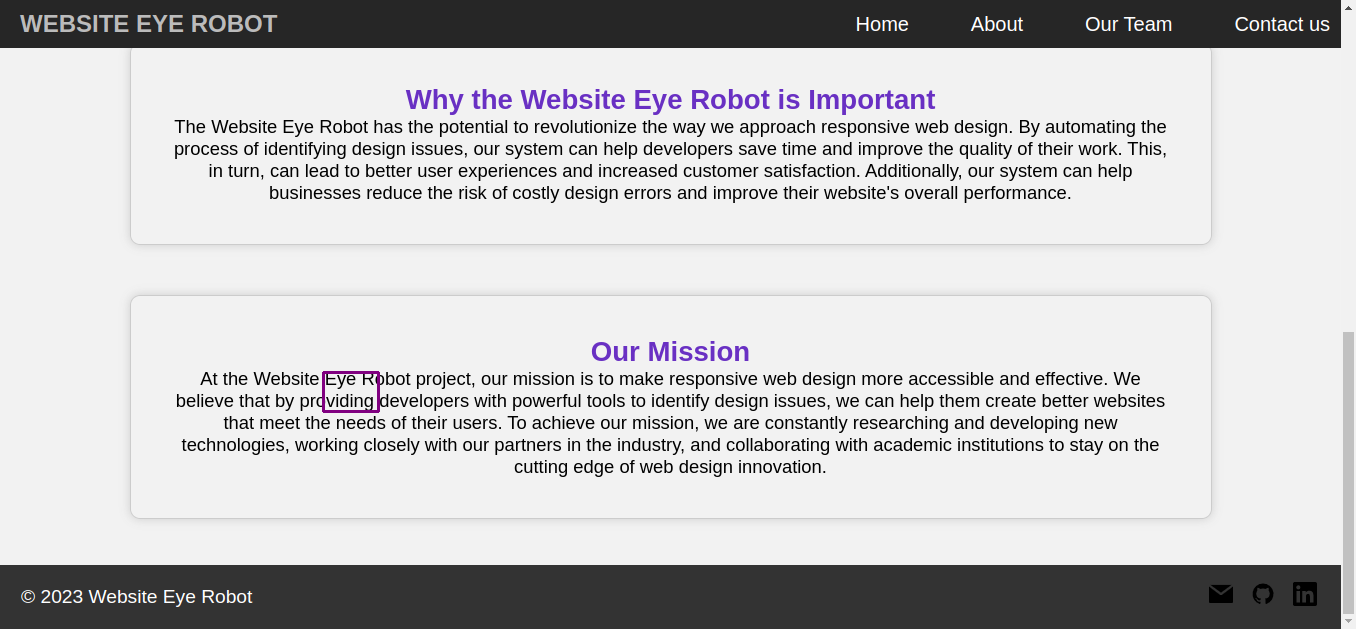 WEBSITE EYE ROBOT Home About Our Team Contact us
Why the Website Eye Robot is Important
The Website Eye Robot has the potential to revolutionize the way we approach responsive web design. By automating the
process of identifying design issues, our system can help developers save time and improve the quality of their work. This,
in turn, can lead to better user experiences and increased customer satisfaction. Additionally, our system can help
businesses reduce the risk of costly design errors and improve their website's overall performance.
Our Mission
At the Website Eye Robot project, our mission is to make responsive web design more accessible and effective. We
believe that by providing developers with powerful tools to identify design issues, we can help them create better websites
that meet the needs of their users. To achieve our mission, we are constantly researching and developing new
technologies, working closely with our partners in the industry, and collaborating with academic institutions to stay on the
cutting edge of web design innovation.
© 2023 Website Eye Robot
in